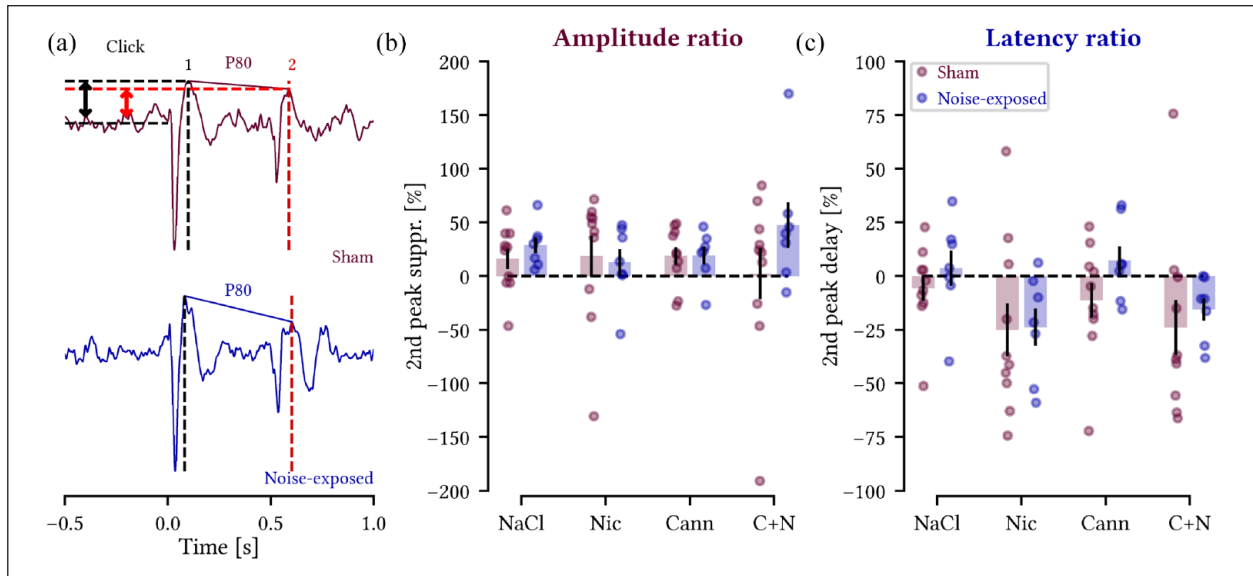 (a)
Click
1
P80
2
Sham
P80
Noise-exposed
−0.5
0.0
0.5
1.0
Time [s]
(b)
Amplitude ratio
2nd peak suppr. [%]
200
150
100
50
0
−50
−100
−150
−200
NaCl
Nic
Cann
C+N
(c)
Latency ratio
Sham
Noise-exposed
2nd peak delay [%]
100
75
50
25
0
−25
−50
−75
−100
NaCl
Nic
Cann
C+N